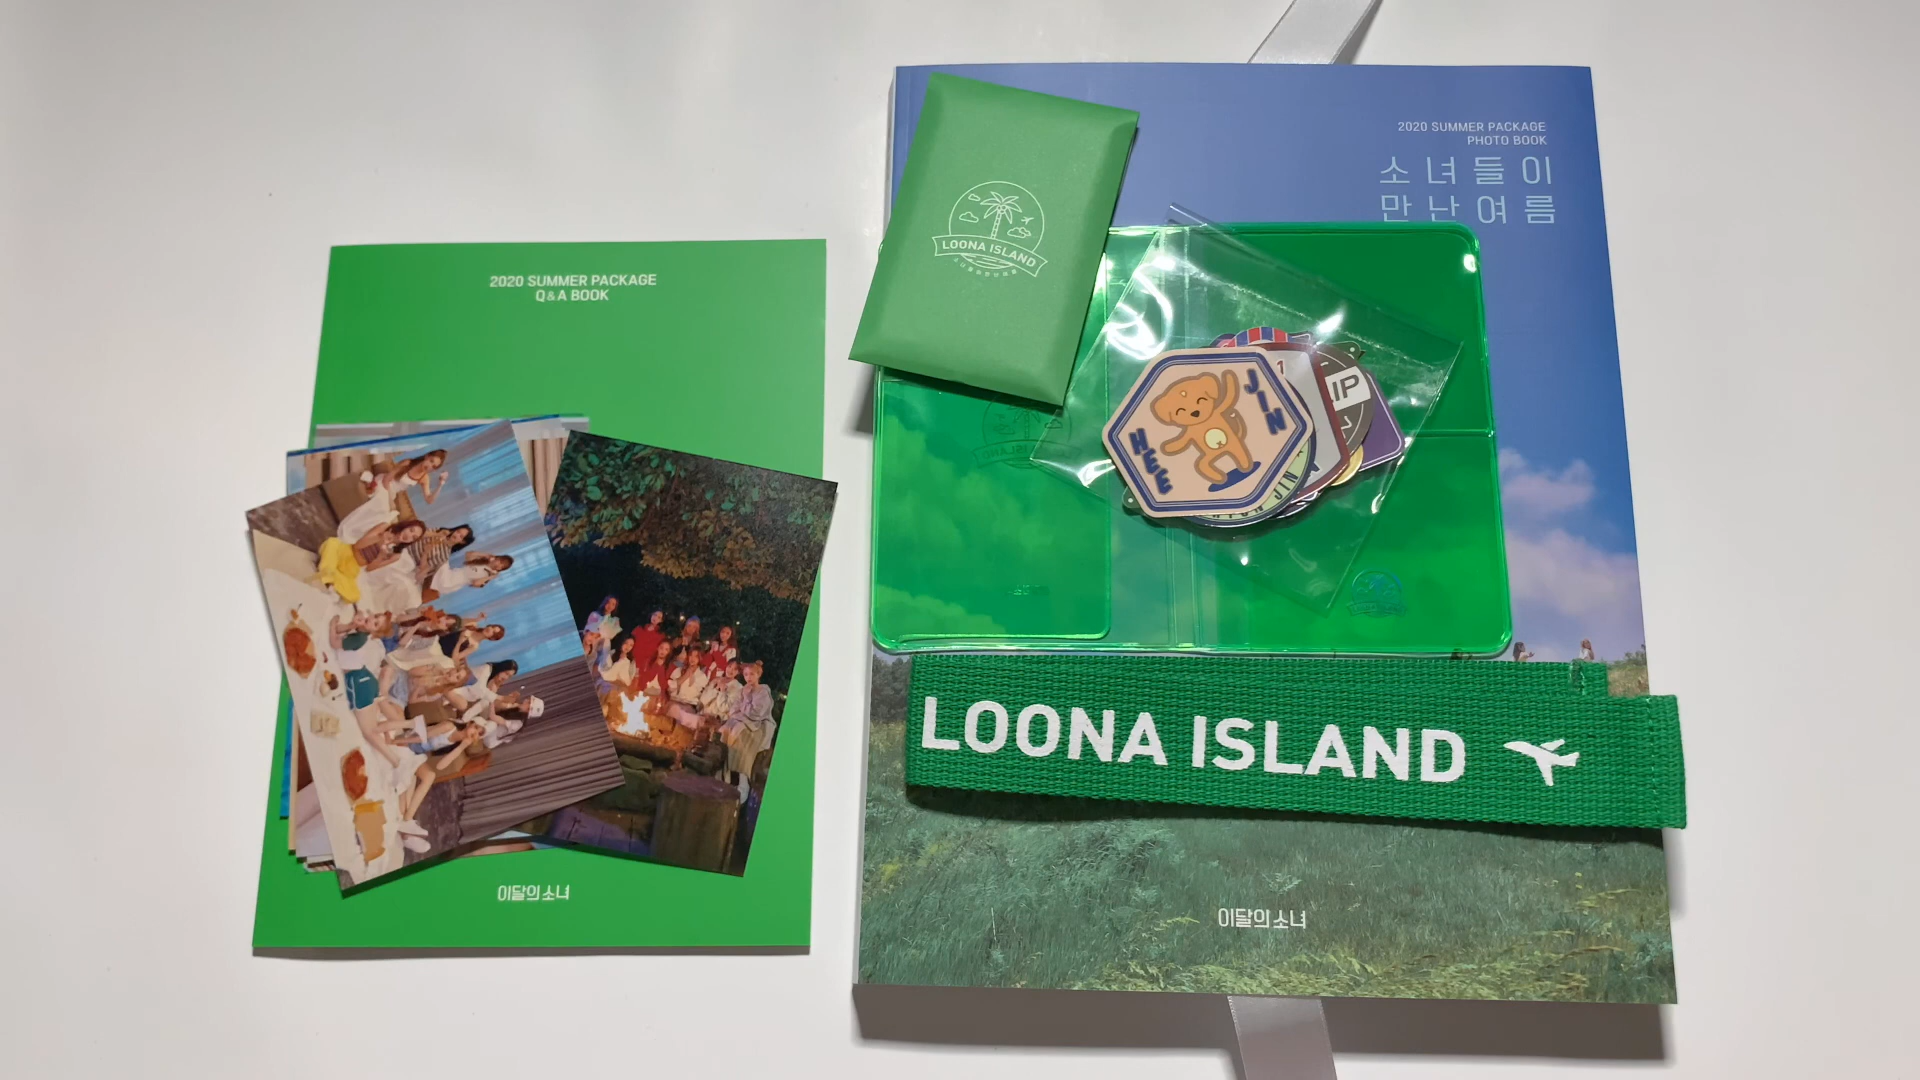 2020 SUMMER PACKAGE
Q&A BOOK
이달의 소녀
2020 SUMMER PACKAGE
PHOTO BOOK
소녀들이
만난여름
LOONA ISLAND
HEE
JIN
LOONA ISLAND
이달의 소녀